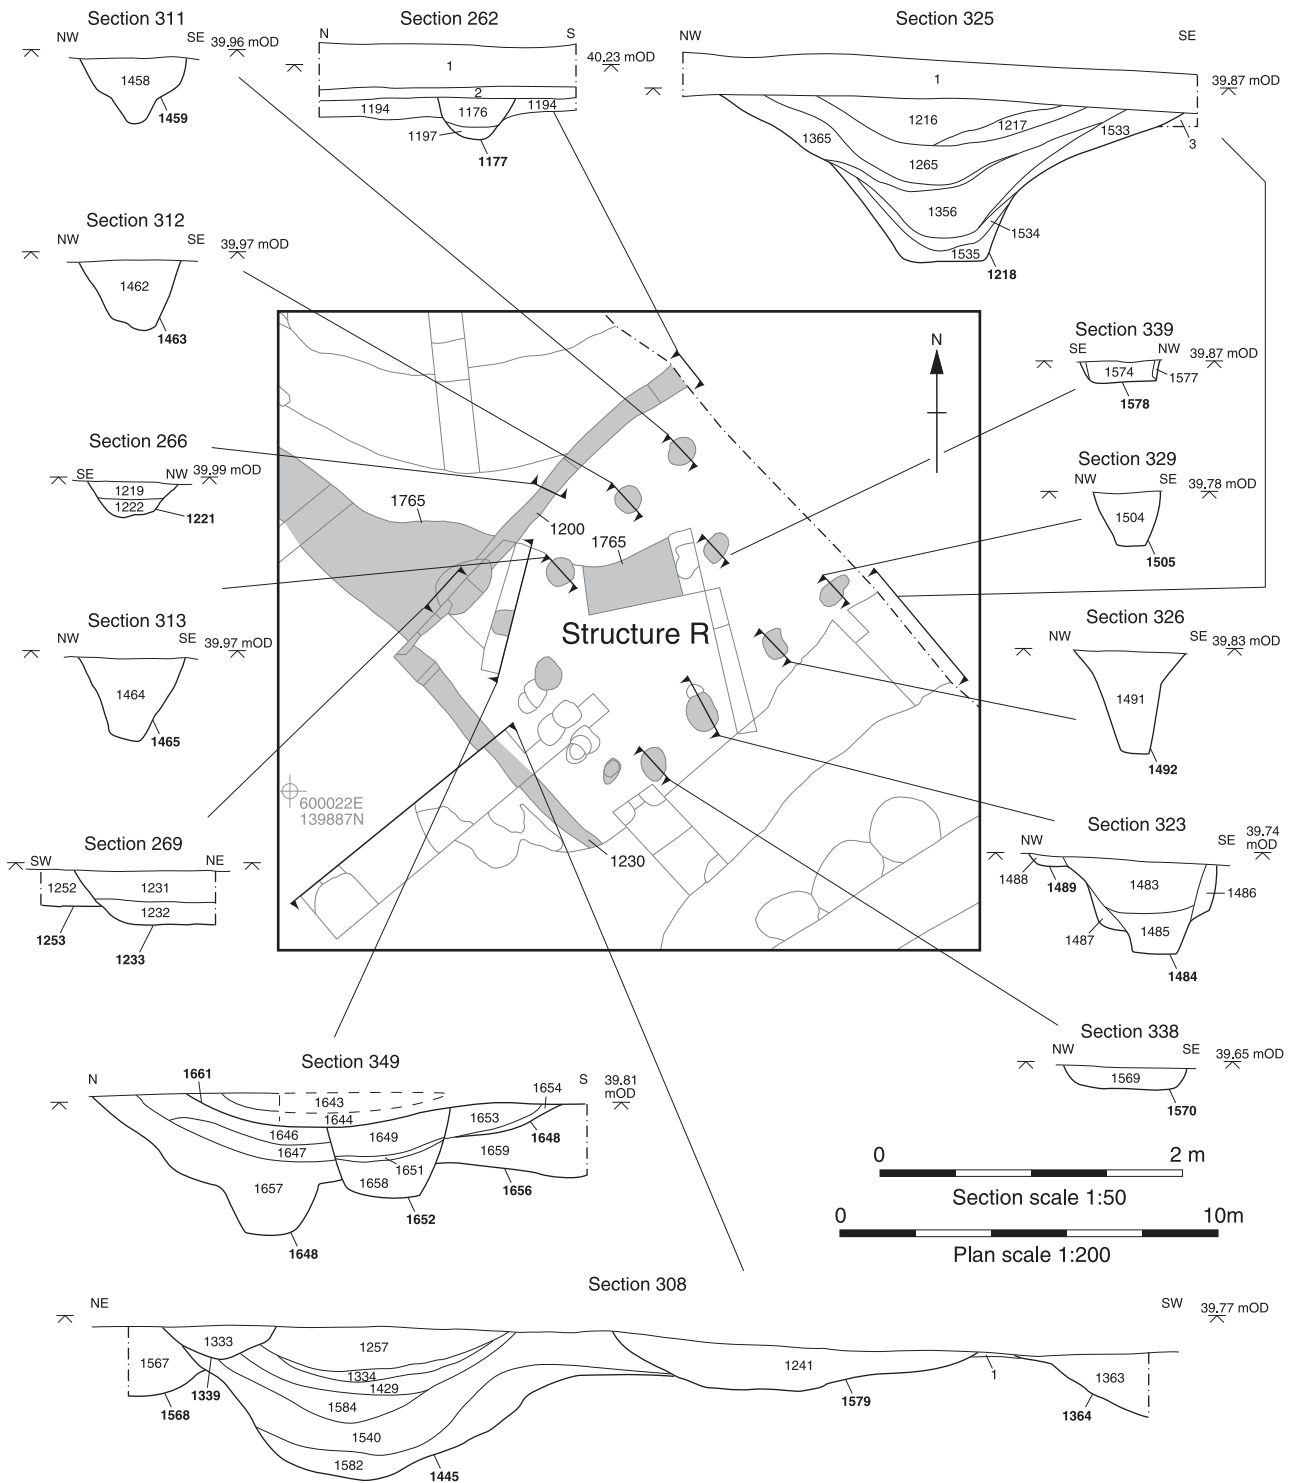 Section 311
NW SE 39.96 mOD
1458
1459
Section 262
N S
40.23 mOD
1
2
1194 1176 1194
1197
1177
Section 325
NW SE
39.87 mOD
1
1216
1217
1533
3
1365
1265
1356
1534
1535
1218
Section 312
NW SE 39.97 mOD
1462
1463
Section 339
SE NW 39.87 mOD
1574 1577
1578
Section 266
SE NW 39.99 mOD
1219
1222
1221
Section 329
NW SE 39.78 mOD
1504
1505
N
1765
1200
1765
Structure R
600022E
139887N
1230
Section 313
NW SE 39.97 mOD
1464
1465
Section 326
NW SE 39.83 mOD
1491
1492
Section 269
SW NE
1252 1231
1232
1253
1233
Section 323
NW SE 39.74
mOD
1488 1489 1483 1486
1487 1485
1484
Section 338
NW SE 39.65 mOD
1569
1570
Section 349
N S 39.81
mOD
1661
1643
1644
1654
1653
1646 1649 1648
1647
1651
1659
1657 1658 1656
1652
1648
0 2 m
Section scale 1:50
0 10m
Plan scale 1:200
Section 308
NE SW 39.77 mOD
1333 1257
1567 1334 1241 1 1363
1339 1429
1568 1584 1579 1364
1540
1582 1445